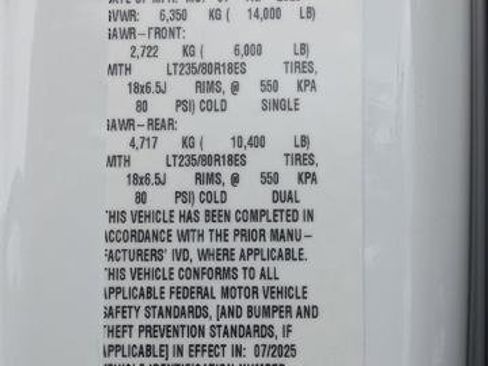 GVWR: 6,350 KG ( 14,000 LB)
GAWR-FRONT:
2,722 KG ( 6,000 LB)
WITH LT235/80R18ES TIRES,
18x6.5J RIMS, @ 550 KPA
80 PSI) COLD SINGLE
GAWR-REAR:
4,717 KG ( 10,400 LB)
WITH LT235/80R18ES TIRES,
18x6.5J RIMS, @ 550 KPA
80 PSI) COLD DUAL
THIS VEHICLE HAS BEEN COMPLETED IN
ACCORDANCE WITH THE PRIOR MANU-
FACTURERS' IVD, WHERE APPLICABLE.
THIS VEHICLE CONFORMS TO ALL
APPLICABLE FEDERAL MOTOR VEHICLE
SAFETY STANDARDS, [AND BUMPER AND
THEFT PREVENTION STANDARDS, IF
APPLICABLE] IN EFFECT IN: 07/2025